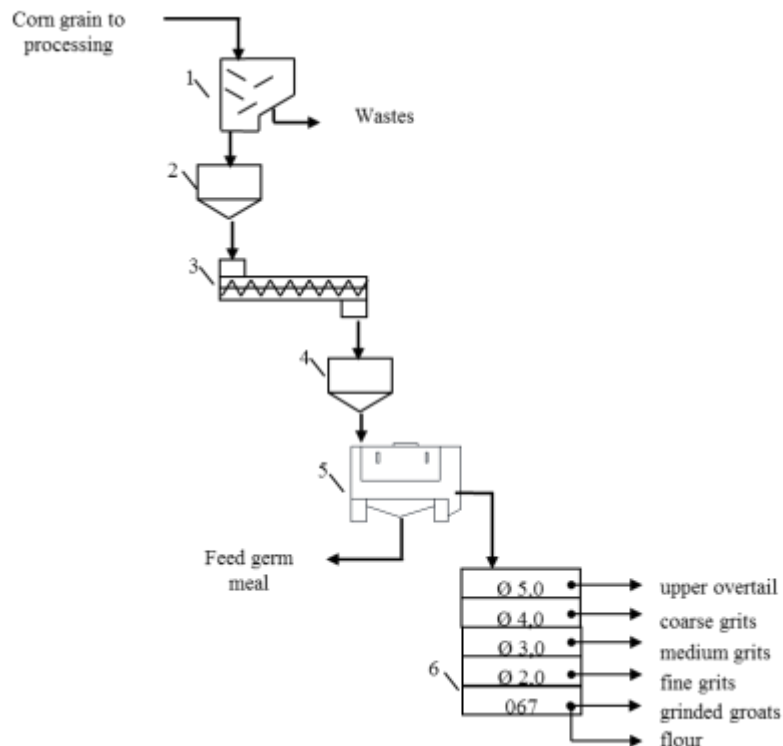 Corn grain to
processing
1
Wastes
2
3
4
5
Feed germ
meal
Ø 5,0
upper overtail
Ø 4,0
coarse grits
Ø 3,0
medium grits
Ø 2,0
fine grits
6
067
grinded groats
flour